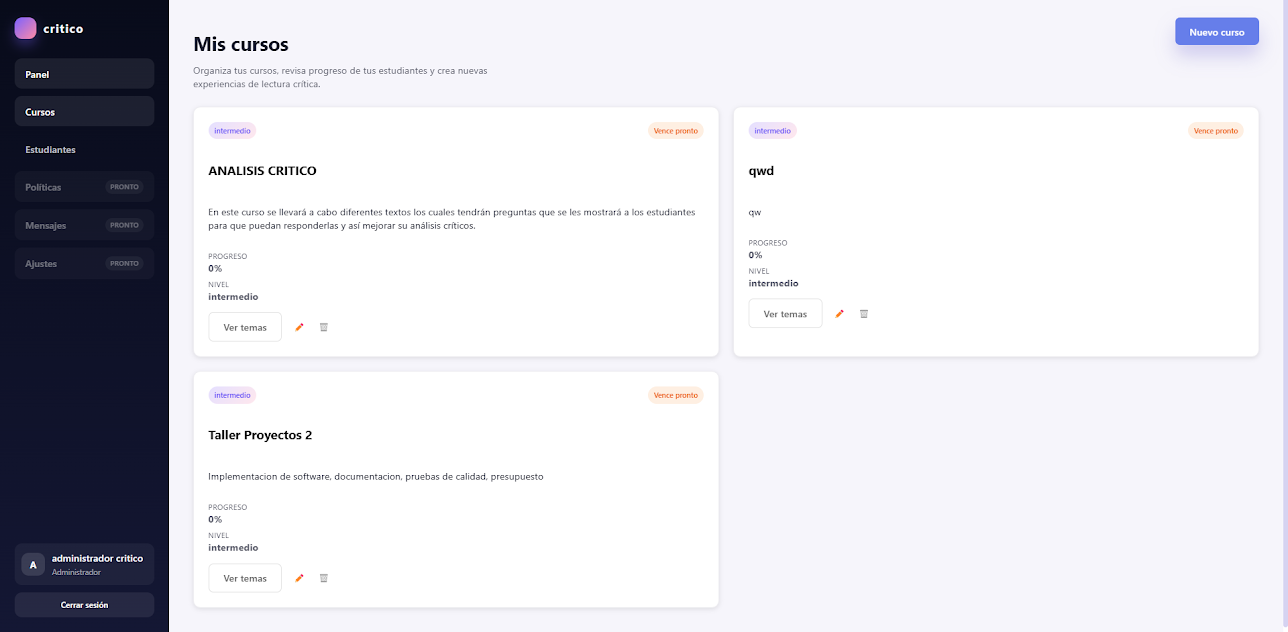 critico
Panel
Cursos
Estudiantes
Políticas PRONTO
Mensajes PRONTO
Ajustes PRONTO
A administrador critico
Administrador
Cerrar sesión
Mis cursos
Nuevo curso
Organiza tus cursos, revisa progreso de tus estudiantes y crea nuevas
experiencias de lectura crítica.
intermedio Vence pronto
ANALISIS CRITICO
En este curso se llevará a cabo diferentes textos los cuales tendrán preguntas que se les mostrará a los estudiantes
para que puedan responderlas y así mejorar su análisis críticos.
PROGRESO
0%
NIVEL
intermedio
Ver temas
intermedio Vence pronto
qwd
qw
PROGRESO
0%
NIVEL
intermedio
Ver temas
intermedio Vence pronto
Taller Proyectos 2
Implementacion de software, documentacion, pruebas de calidad, presupuesto
PROGRESO
0%
NIVEL
intermedio
Ver temas